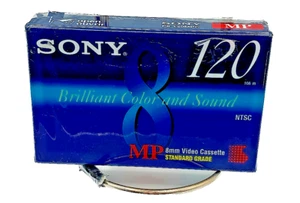 MP
SONY
120
8
Brilliant Color and Sound
NTSC
MP 8mm Video Cassette
STANDARD GRADE